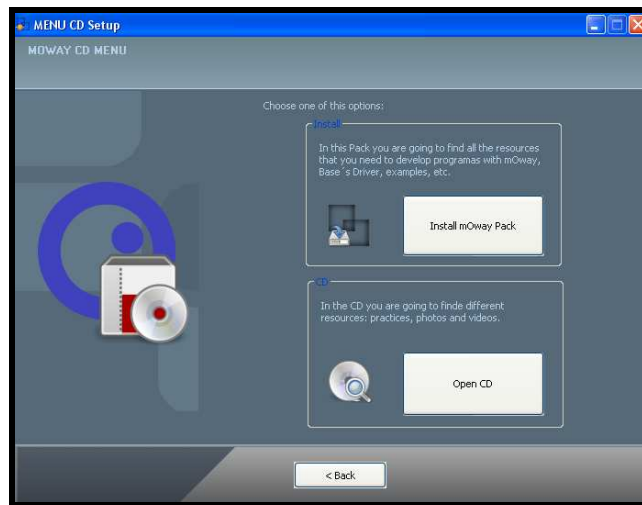 MENU CD Setup
MOWAY CD MENU
Choose one of this options:
Install
In this Pack you are going to find all the resources
that you need to develop programas with mOway,
Base´s Driver, examples, etc.
Install mOway Pack
CD
In the CD you are going to finde different
resources: practices, photos and videos.
Open CD
< Back